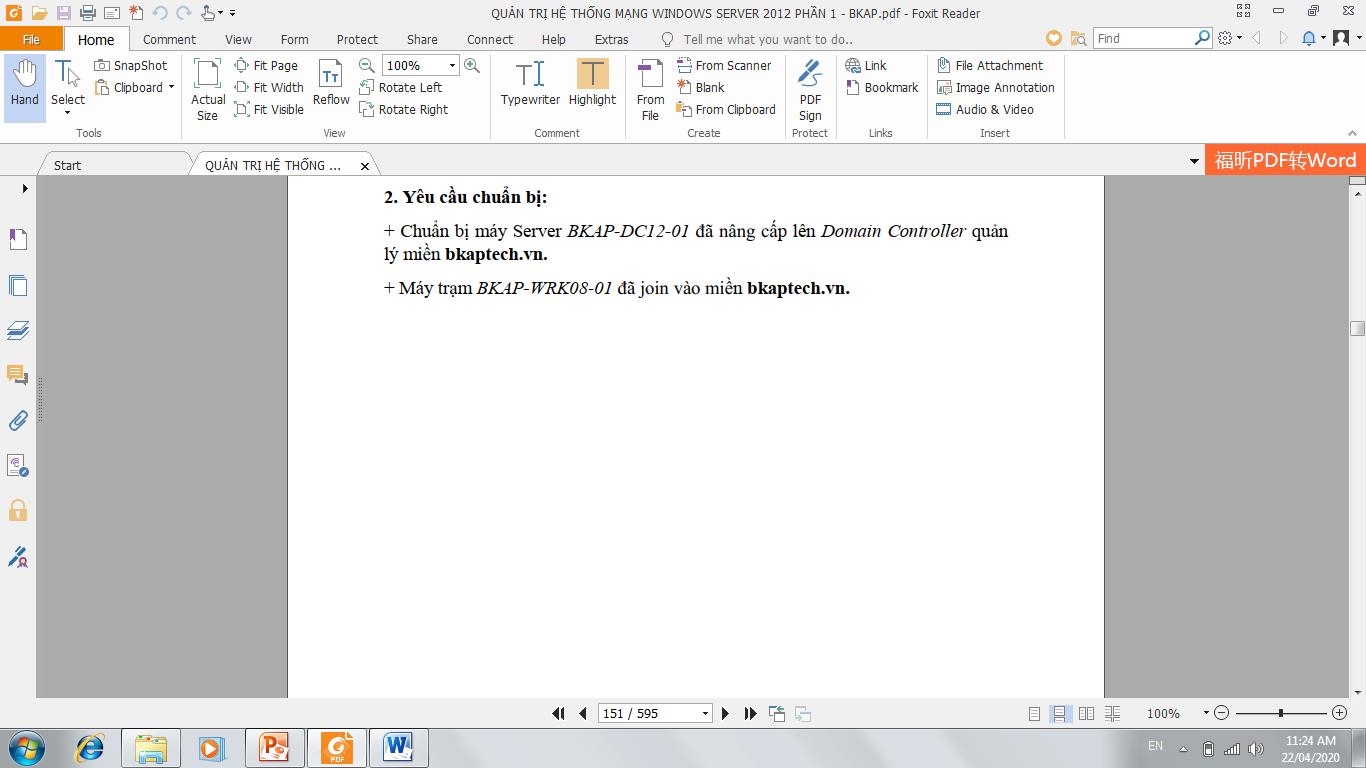 QUẢN TRỊ HỆ THỐNG MẠNG WINDOWS SERVER 2012 PHẦN 1 - BKAP.pdf - Foxit Reader
File Home Comment View Form Protect Share Connect Help Extras Tell me what you want to do.. Find
Hand
Select
SnapShot
Clipboard
Tools
Actual Size
Fit Page
Fit Width
Fit Visible
Reflow
100%
Rotate Left
Rotate Right
View
Typewriter
Highlight
Comment
From File
From Scanner
Blank
From Clipboard
Create
PDF Sign
Protect
Link
Bookmark
Links
File Attachment
Image Annotation
Audio & Video
Insert
Start
QUẢN TRỊ HỆ THỐNG ...
福昕PDF转Word
2. Yêu cầu chuẩn bị:
+ Chuẩn bị máy Server BKAP-DC12-01 đã nâng cấp lên Domain Controller quản
lý miền bkaptech.vn.
+ Máy trạm BKAP-WRK08-01 đã join vào miền bkaptech.vn.
151 / 595
100%
EN
11:24 AM
22/04/2020